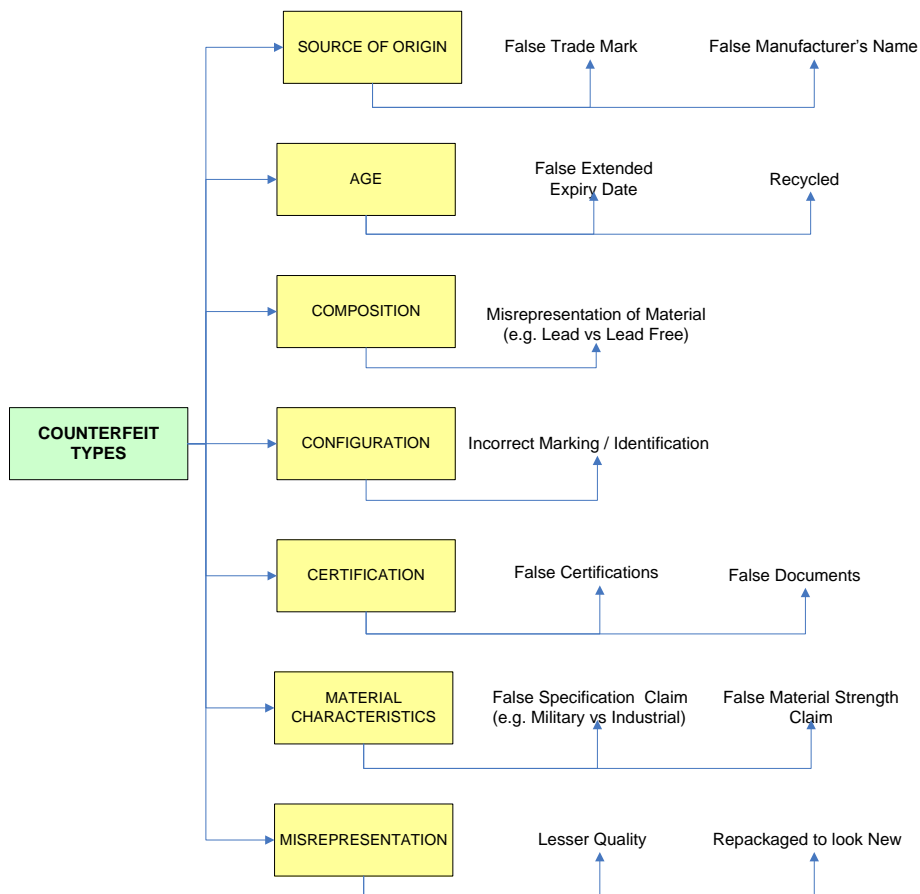 SOURCE OF ORIGIN
False Trade Mark
False Manufacturer's Name
AGE
False Extended
Expiry Date
Recycled
COMPOSITION
Misrepresentation of Material
(e.g. Lead vs Lead Free)
COUNTERFEIT
TYPES
CONFIGURATION
Incorrect Marking / Identification
CERTIFICATION
False Certifications
False Documents
MATERIAL
CHARACTERISTICS
False Specification Claim
(e.g. Military vs Industrial)
False Material Strength
Claim
MISREPRESENTATION
Lesser Quality
Repackaged to look New